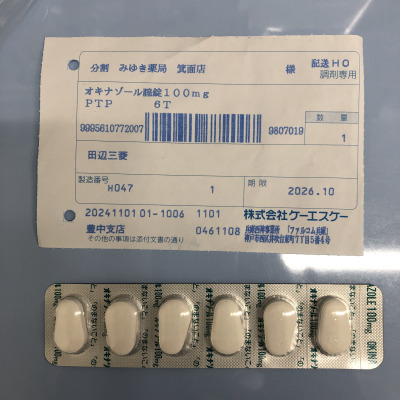 分割 みゆき薬局 箕面店 様 配送HO
調剤専用
オキナゾール膣錠100mg
PTP 6T
9995610772007 9807019
数量
1
田辺三菱
製造番号 H047 1 期限 2026.10
20241101 01-1006 1101 株式会社ケーエスケー
豊中支店 0461108
その他の事項は添付文書の通り
AZOLE100mg OKIN